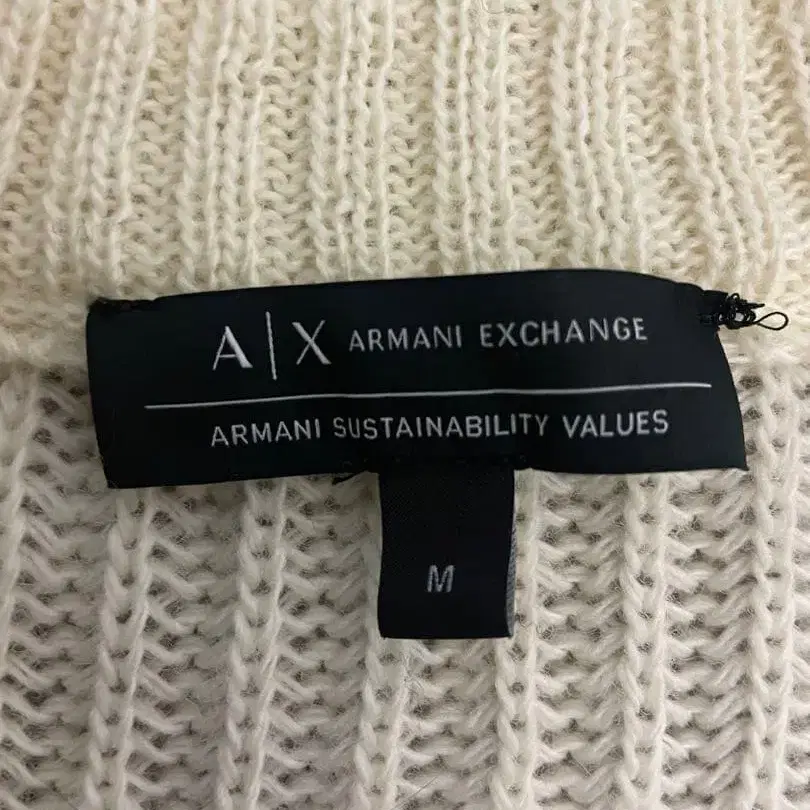 A|X ARMANI EXCHANGE
ARMANI SUSTAINABILITY VALUES
M